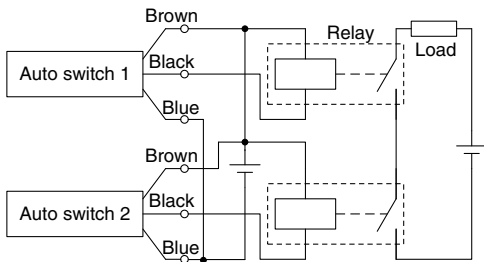 Brown
Relay
Load
Auto switch 1
Black
Blue
Brown
Black
Auto switch 2
Blue